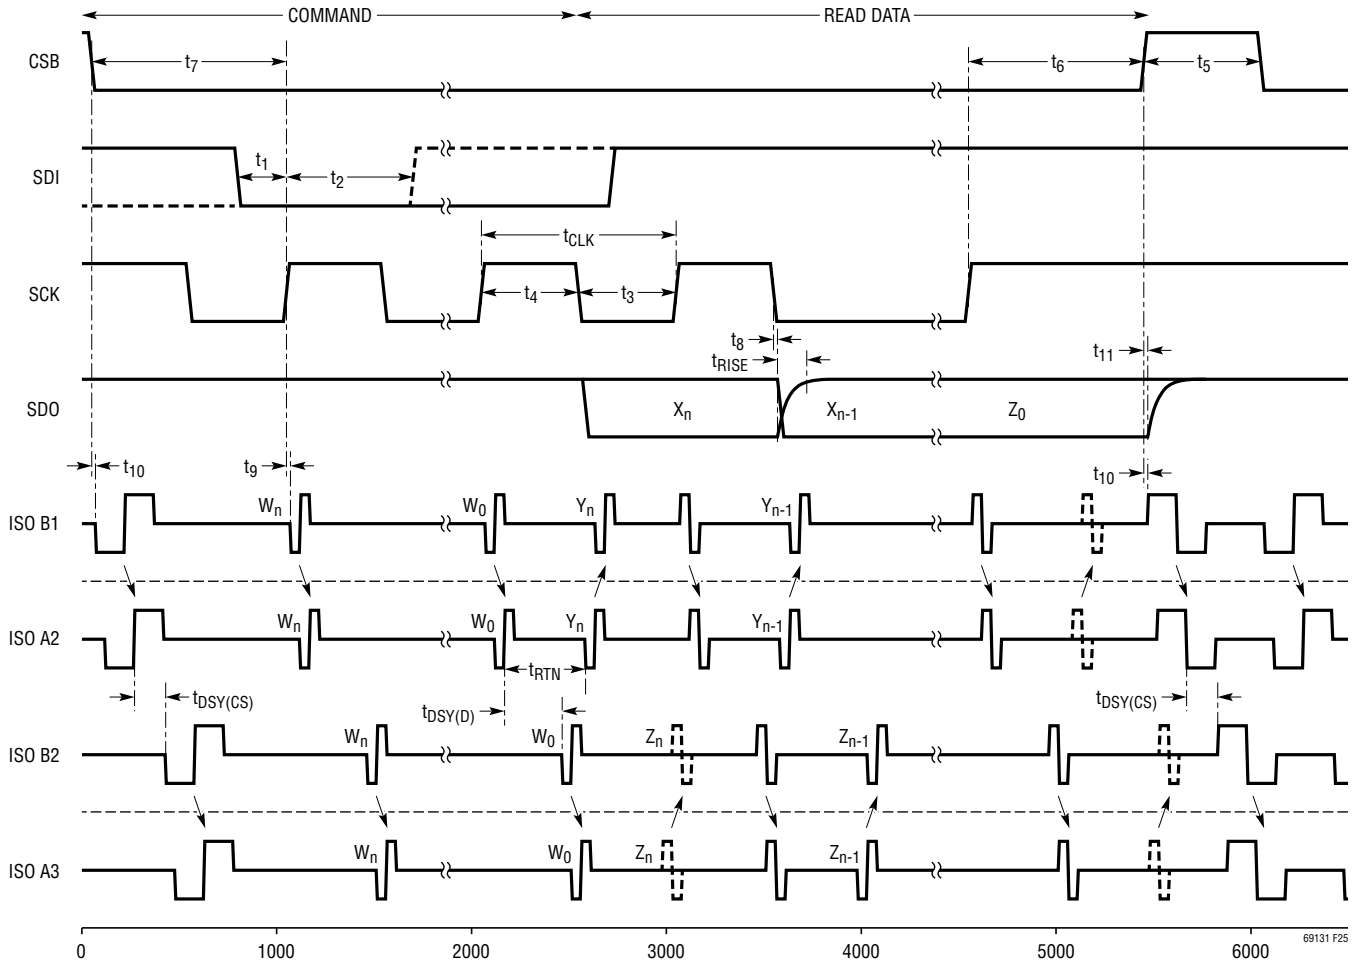 COMMAND READ DATA
CSB t7 t6 t5
SDI t1 t2
tCLK
SCK t4 t3
t8 t11
tRISE
SDO Xn Xn-1 Z0
t10 t9 t10
ISO B1 Wn W0 Yn Yn-1
ISO A2 Wn W0 Yn Yn-1
tRTN
tDSY(CS) tDSY(D) tDSY(CS)
ISO B2 Wn W0 Zn Zn-1
ISO A3 Wn W0 Zn Zn-1
0 1000 2000 3000 4000 5000 6000
69131 F25